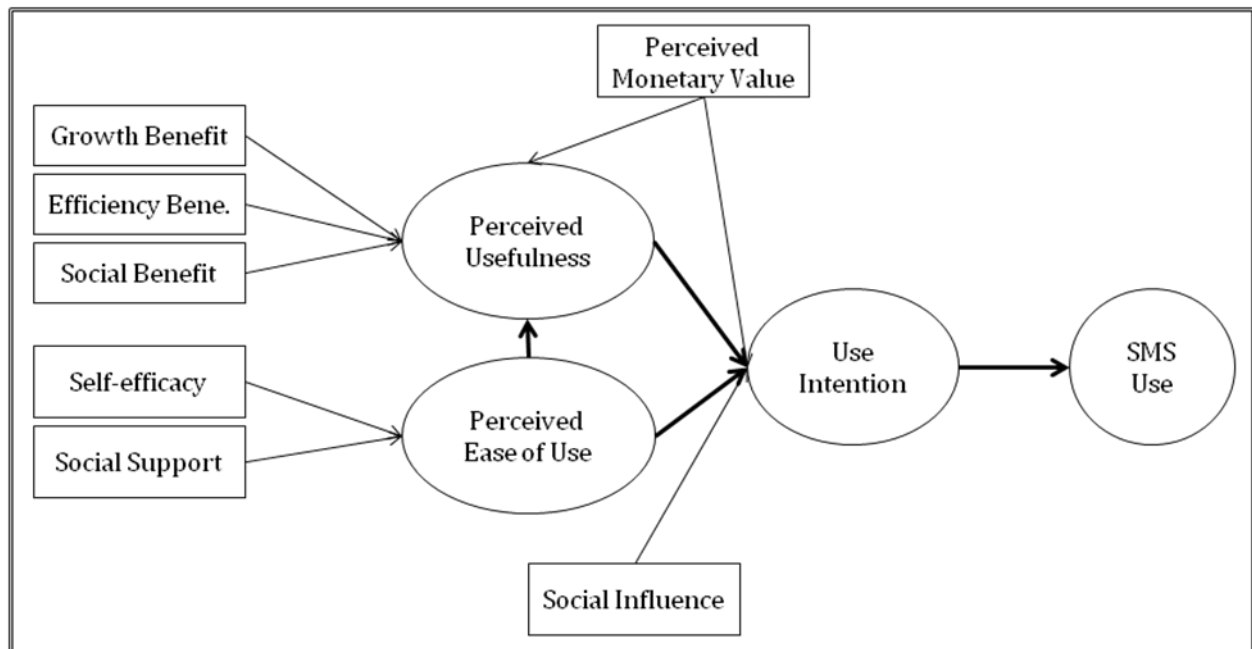 Perceived
Monetary Value
Growth Benefit
Efficiency Bene.
Social Benefit
Perceived
Usefulness
Self-efficacy
Social Support
Perceived
Ease of Use
Use
Intention
SMS
Use
Social Influence